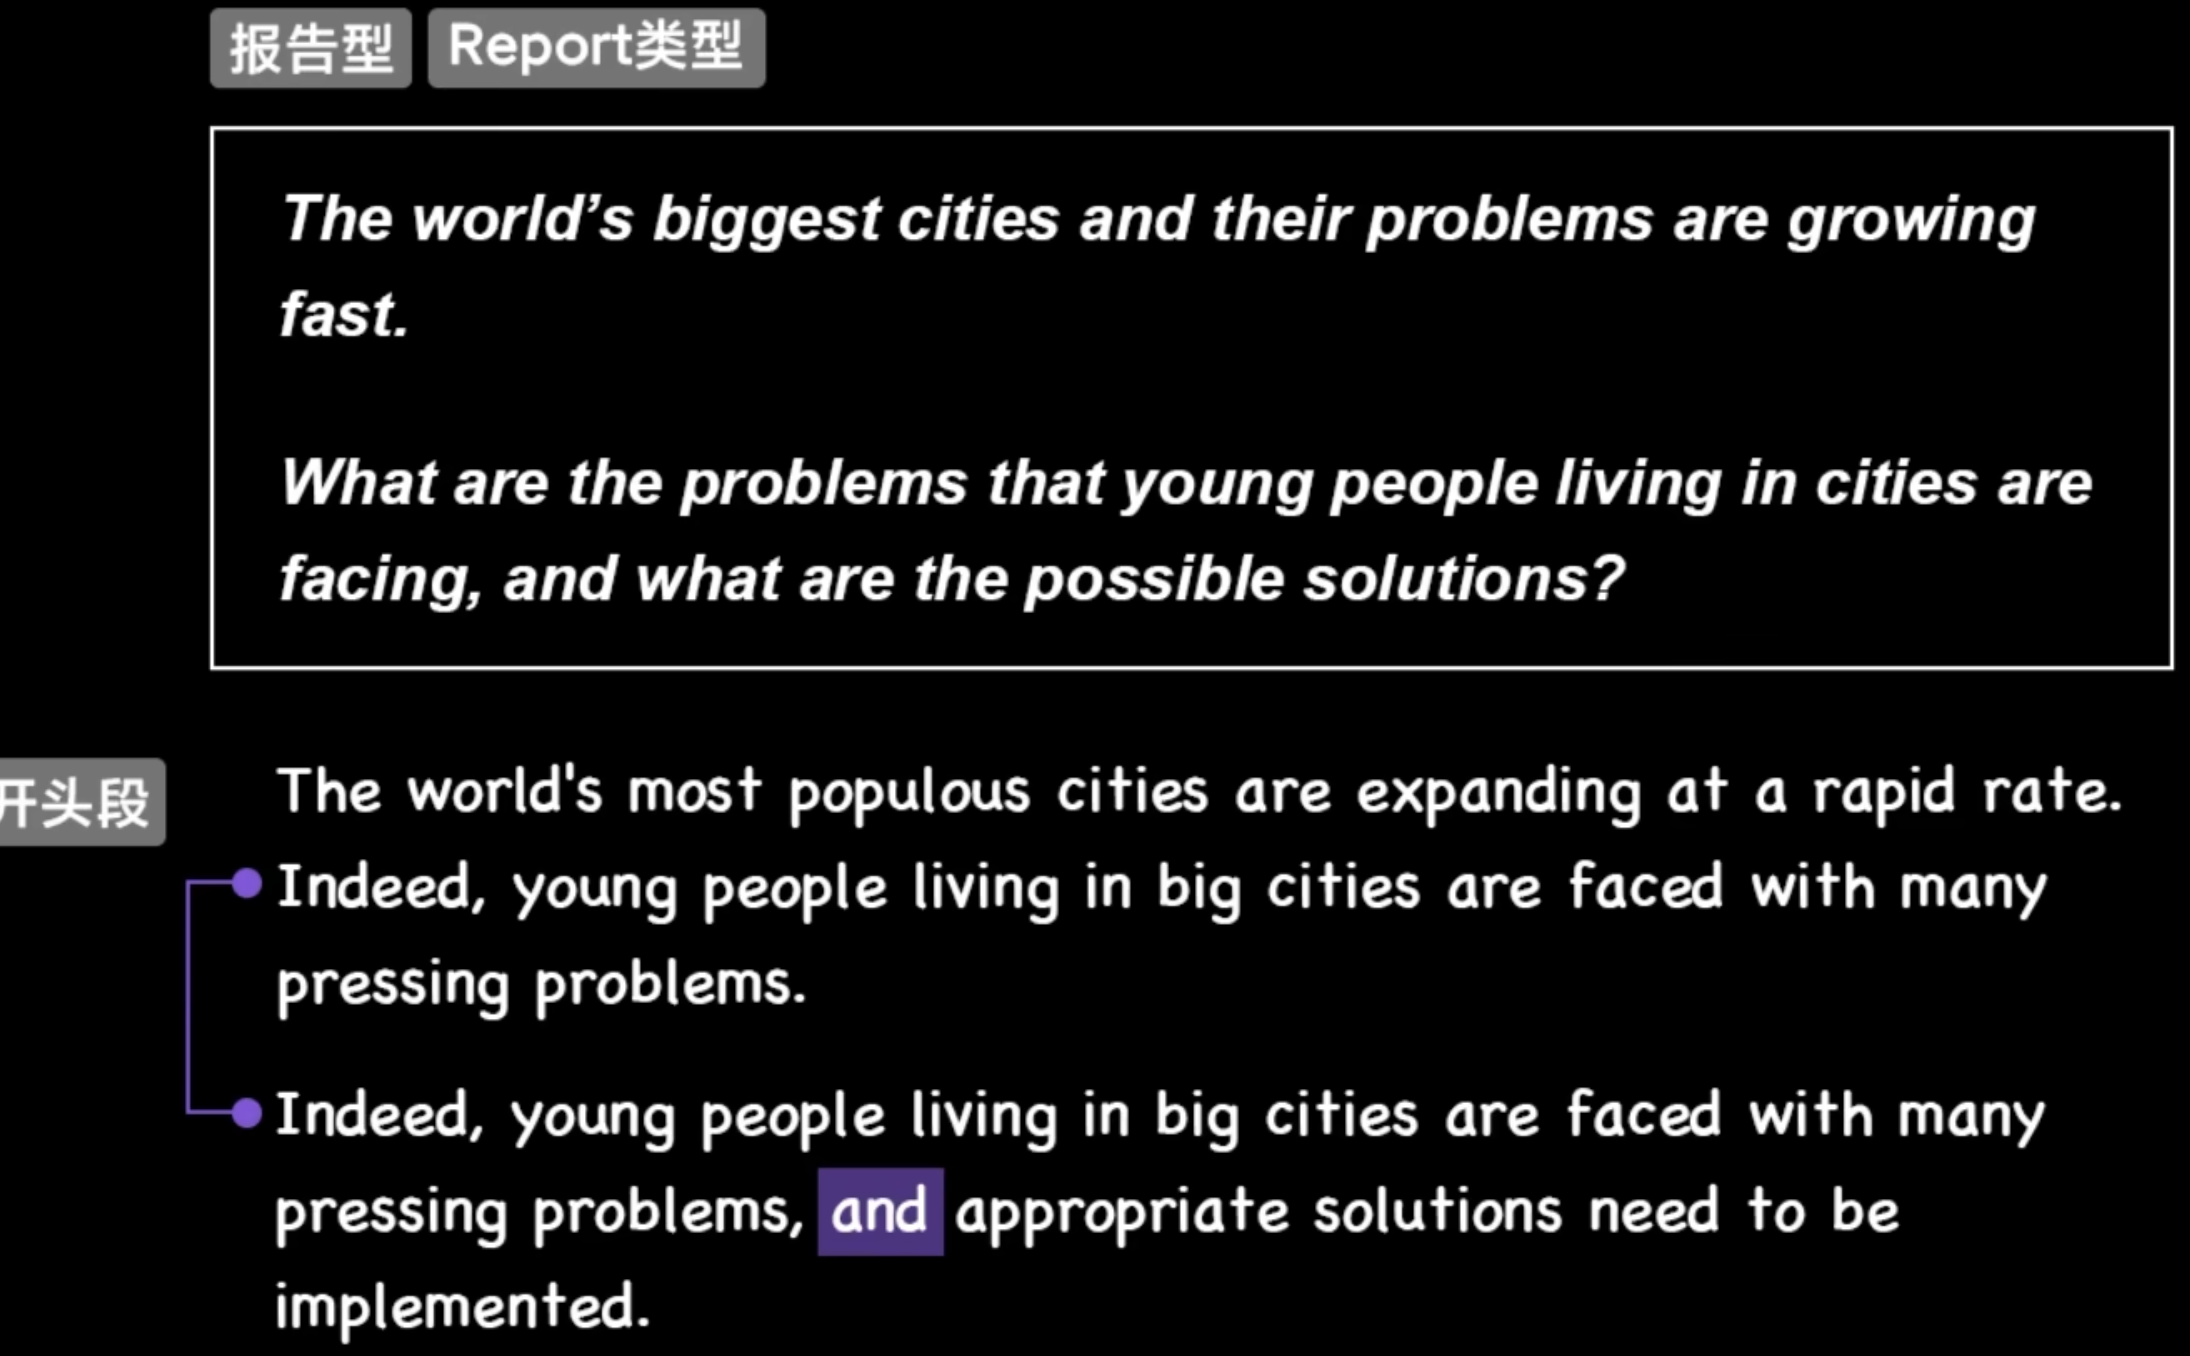 报告型 Report类型
The world’s biggest cities and their problems are growing
fast.
What are the problems that young people living in cities are
facing, and what are the possible solutions?
开头段 The world's most populous cities are expanding at a rapid rate.
Indeed, young people living in big cities are faced with many
pressing problems.
Indeed, young people living in big cities are faced with many
pressing problems, and appropriate solutions need to be
implemented.